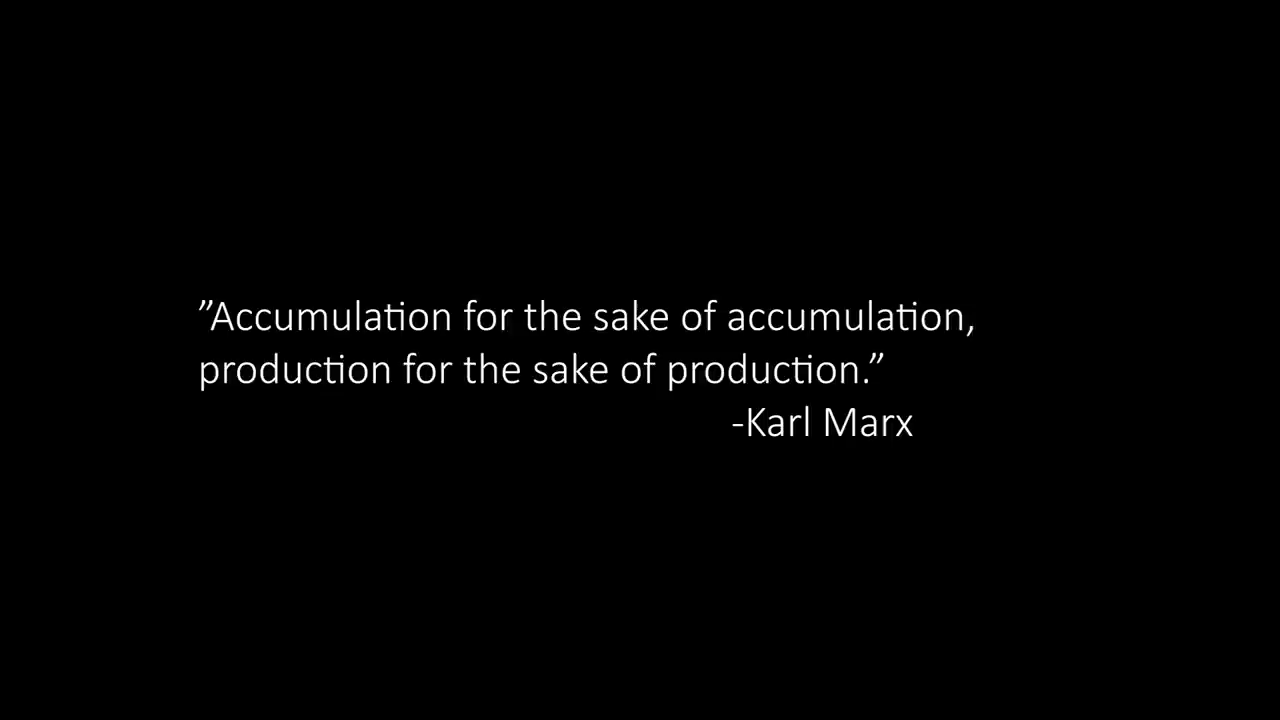 ”Accumulation for the sake of accumulation,
production for the sake of production.”
-Karl Marx